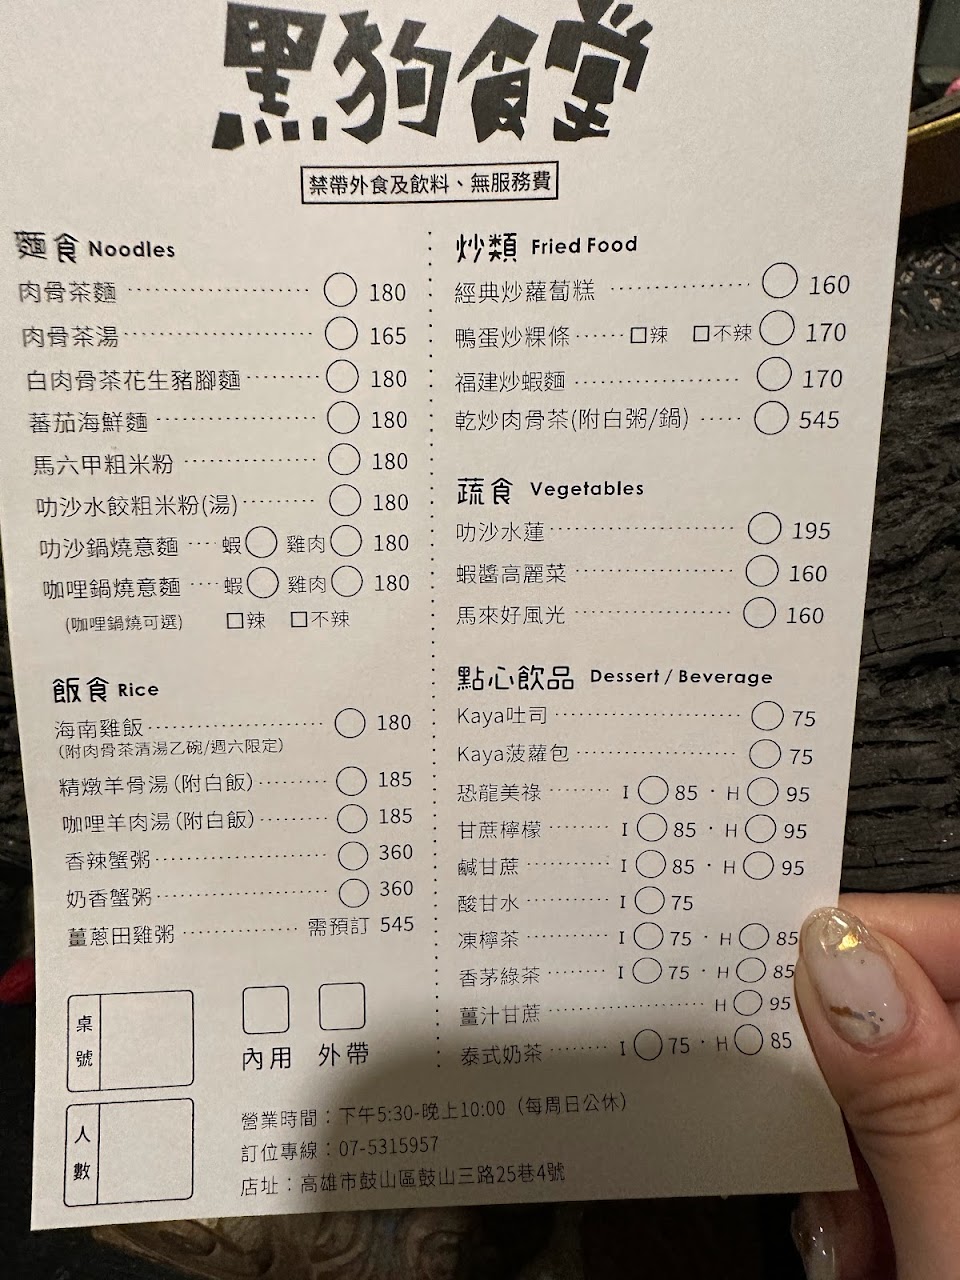 黑狗食堂
禁帶外食及飲料、無服務費
麵食 Noodles
肉骨茶麵 180
肉骨茶湯 165
白肉骨茶花生豬腳麵 180
蕃茄海鮮麵 180
馬六甲粗米粉 180
叻沙水餃粗米粉(湯) 180
叻沙鍋燒意麵 蝦 雞肉 180
咖哩鍋燒意麵 蝦 雞肉 180
(咖哩鍋燒可選) 辣 不辣
飯食 Rice
海南雞飯 180
(附肉骨茶清湯乙碗/週六限定)
精燉羊骨湯(附白飯) 185
咖哩羊肉湯(附白飯) 185
香辣蟹粥 360
奶香蟹粥 360
薑蔥田雞粥 需預訂 545
炒類 Fried Food
經典炒蘿蔔糕 160
鴨蛋炒粿條 辣 不辣 170
福建炒蝦麵 170
乾炒肉骨茶(附白粥/鍋) 545
蔬食 Vegetables
叻沙水蓮 195
蝦醬高麗菜 160
馬來好風光 160
點心飲品 Dessert / Beverage
Kaya吐司 75
Kaya菠蘿包 75
恐龍美祿 I 85 · H 95
甘蔗檸檬 I 85 · H 95
鹹甘蔗 I 85 · H 95
酸甘水 I 75
凍檸茶 I 75 · H 85
香茅綠茶 I 75 · H 85
薑汁甘蔗 H 95
泰式奶茶 I 75 · H 85
桌號
人數
內用 外帶
營業時間：下午5:30-晚上10:00（每周日公休）
訂位專線：07-5315957
店址：高雄市鼓山區鼓山三路25巷4號